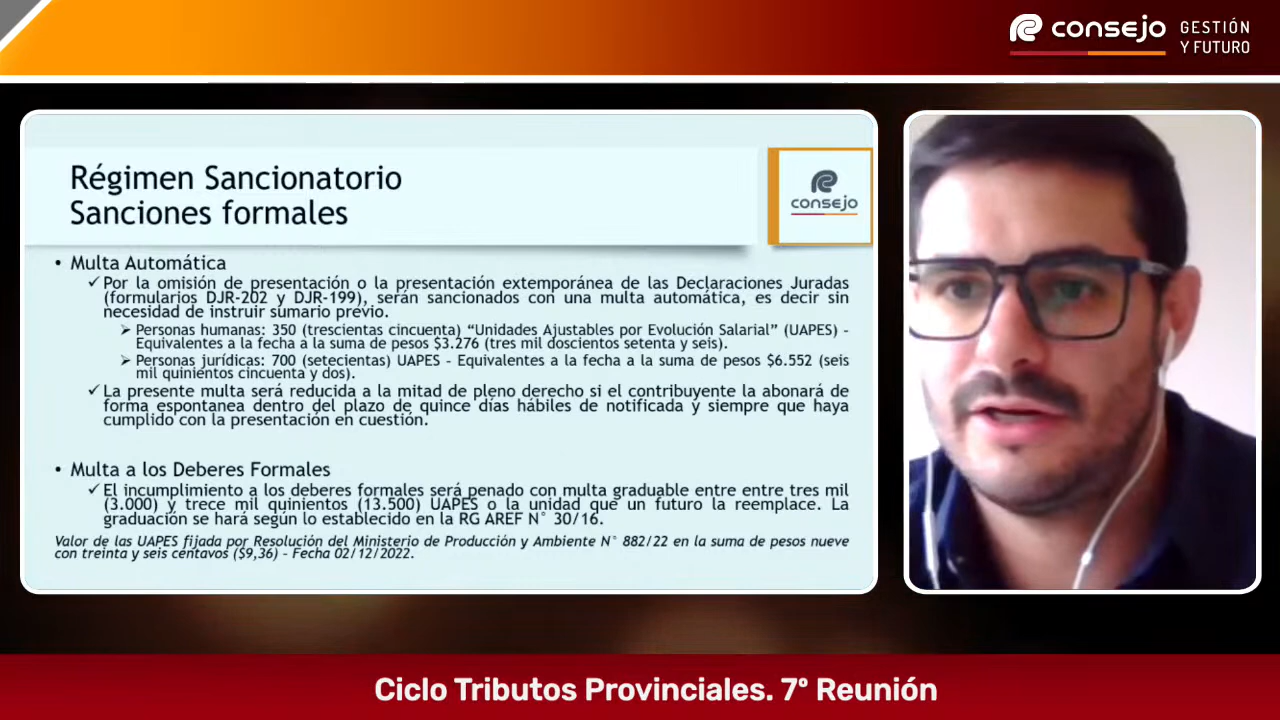 consejo
GESTIÓN
Y FUTURO
Régimen Sancionatorio
Sanciones formales
consejo
• Multa Automática
✓Por la omisión de presentación o la presentación extemporánea de las Declaraciones Juradas
(formularios DJR-202 y DJR-199), serán sancionados con una multa automática, es decir sin
necesidad de instruir sumario previo.
➢ Personas humanas: 350 (trescientas cincuenta) “Unidades Ajustables por Evolución Salarial” (UAPES) –
Equivalentes a la fecha a la suma de pesos $3.276 (tres mil doscientos setenta y seis).
➢ Personas jurídicas: 700 (setecientas) UAPES – Equivalentes a la fecha a la suma de pesos $6.552 (seis
mil quinientos cincuenta y dos).
✓La presente multa será reducida a la mitad de pleno derecho si el contribuyente la abonará de
forma espontanea dentro del plazo de quince días hábiles de notificada y siempre que haya
cumplido con la presentación en cuestión.
• Multa a los Deberes Formales
✓El incumplimiento a los deberes formales será penado con multa graduable entre entre tres mil
(3.000) y trece mil quinientos (13.500) UAPES o la unidad que un futuro la reemplace. La
graduación se hará según lo establecido en la RG AREF N° 30/16.
Valor de las UAPES fijada por Resolución del Ministerio de Producción y Ambiente N° 882/22 en la suma de pesos nueve
con treinta y seis centavos ($9,36) – Fecha 02/12/2022.
Ciclo Tributos Provinciales. 7º Reunión